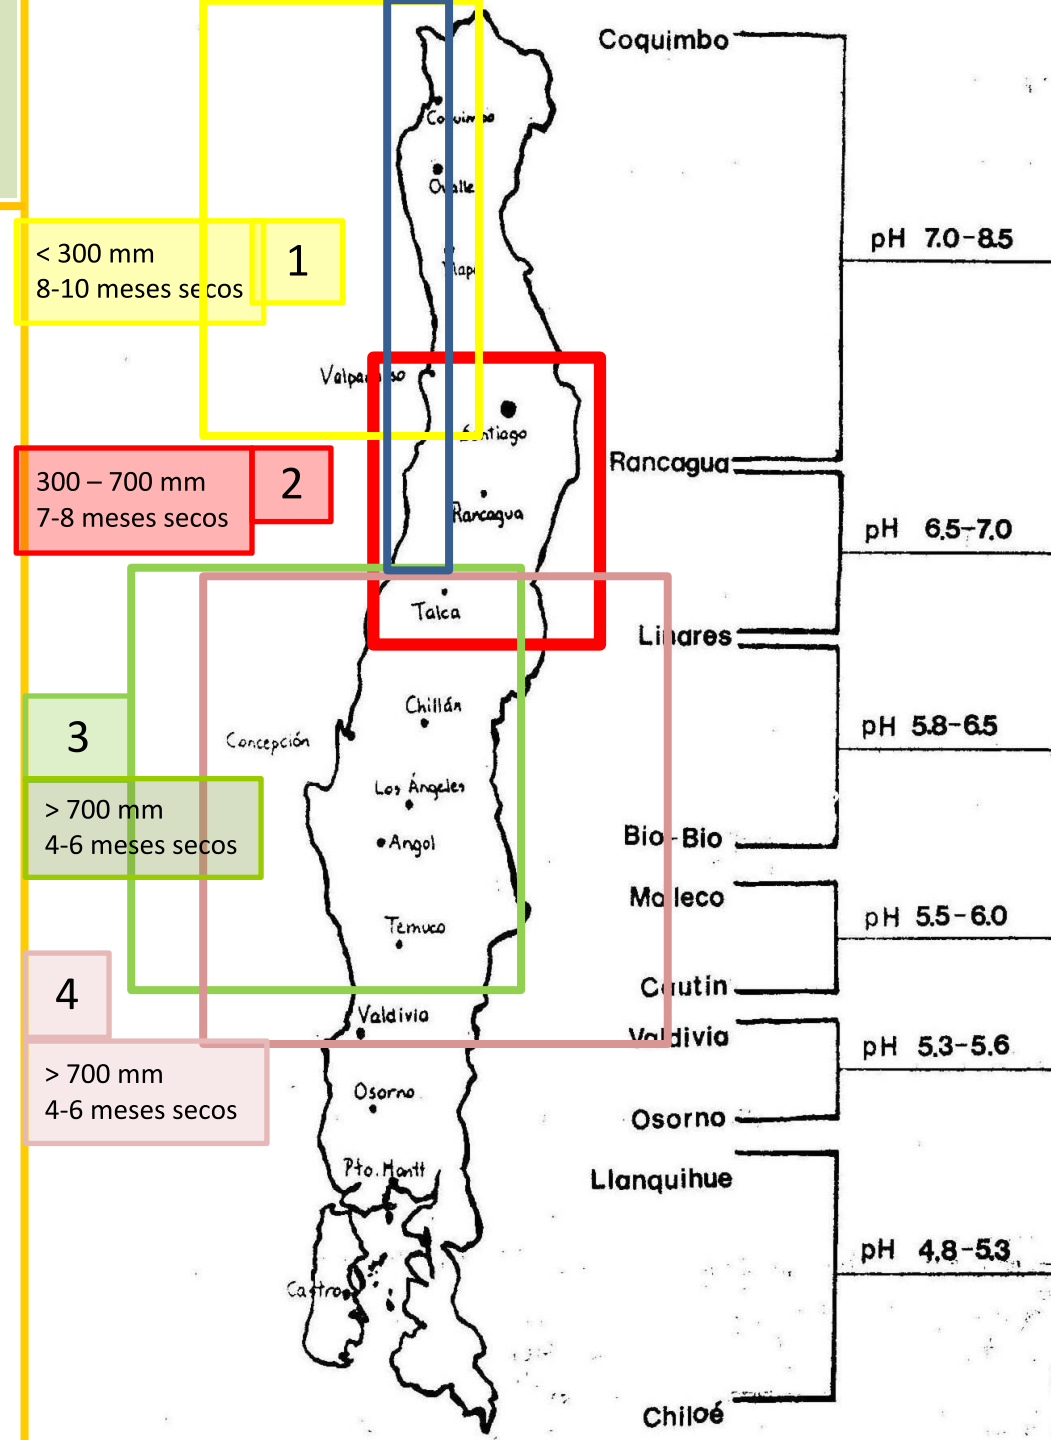 Coquimbo
Coquimbo
Ovalle
pH 7.0-8.5
< 300 mm
8-10 meses secos
1
Valparaiso
Santiago
Rancagua
300 – 700 mm
7-8 meses secos
2
Rancagua
pH 6.5-7.0
Talca
Linares
Chillán
3
Concepción
pH 5.8-6.5
Los Ángeles
> 700 mm
4-6 meses secos
Angol
Bio-Bio
Malleco
Temuco
pH 5.5-6.0
4
Cautin
Valdivia
Valdivia
pH 5.3-5.6
> 700 mm
4-6 meses secos
Osorno
Osorno
Pto. Montt
Llanquihue
pH 4.8-5.3
Castro
Chiloé